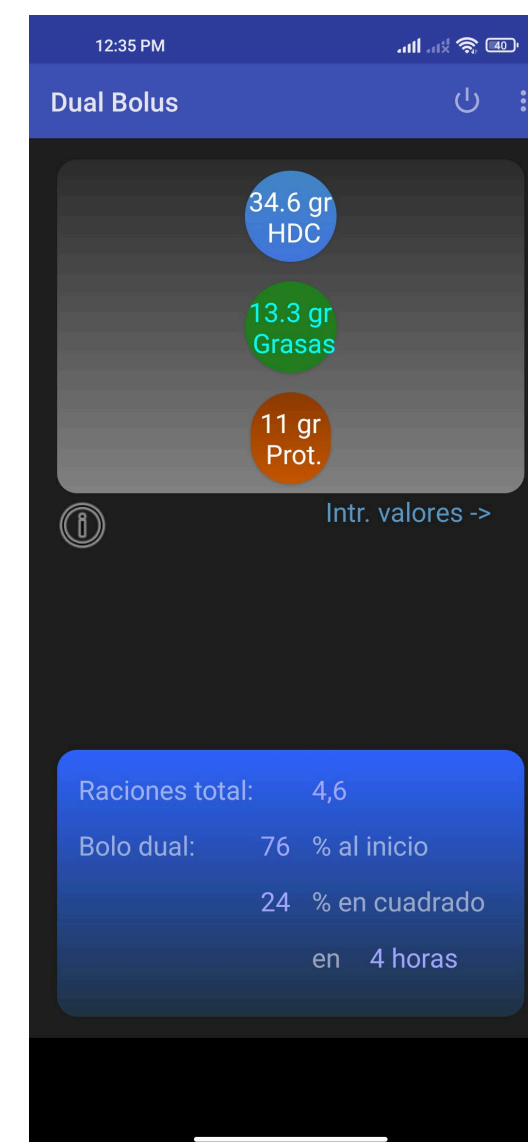 12:35 PM
40
Dual Bolus
34.6 gr
HDC
13.3 gr
Grasas
11 gr
Prot.
Intr. valores ->
Raciones total: 4,6
Bolo dual: 76 % al inicio
24 % en cuadrado
en 4 horas